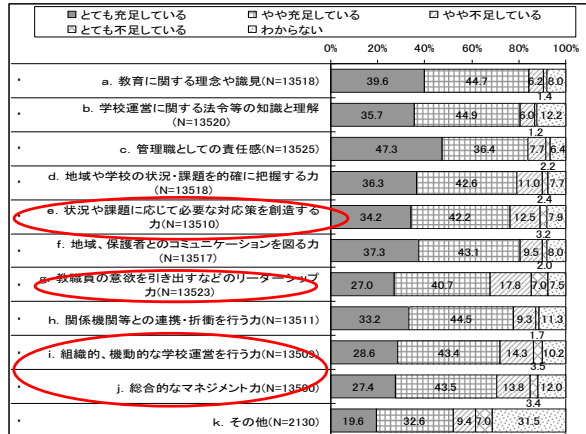 とても充足している やや充足している やや不足している
とても不足している わからない
0% 20% 40% 60% 80% 100%
a. 教育に関する理念や識見(N=13518) 39.6 44.7 6.2 1.4 8.0
b. 学校運営に関する法令等の知識と理解
(N=13520) 35.7 44.9 6.0 1.2 12.2
c. 管理職としての責任感(N=13525) 47.3 36.4 7.7 2.2 6.4
d. 地域や学校の状況・課題を的確に把握する力
(N=13518) 36.3 42.6 11.0 2.4 7.7
e. 状況や課題に応じて必要な対応策を創造する
力(N=13510) 34.2 42.2 12.5 3.2 7.9
f. 地域、保護者とのコミュニケーションを図る力
(N=13517) 37.3 43.1 9.5 2.0 8.0
g. 教職員の意欲を引き出すなどのリーダーシップ
力(N=13523) 27.0 40.7 17.8 7.0 7.5
h. 関係機関等との連携・折衝を行う力(N=13511) 33.2 44.5 9.3 1.7 11.3
i. 組織的、機動的な学校運営を行う力(N=13509) 28.6 43.4 14.3 3.5 10.2
j. 総合的なマネジメント力(N=13500) 27.4 43.5 13.8 3.4 12.0
k. その他(N=2130) 19.6 32.6 9.4 7.0 31.5